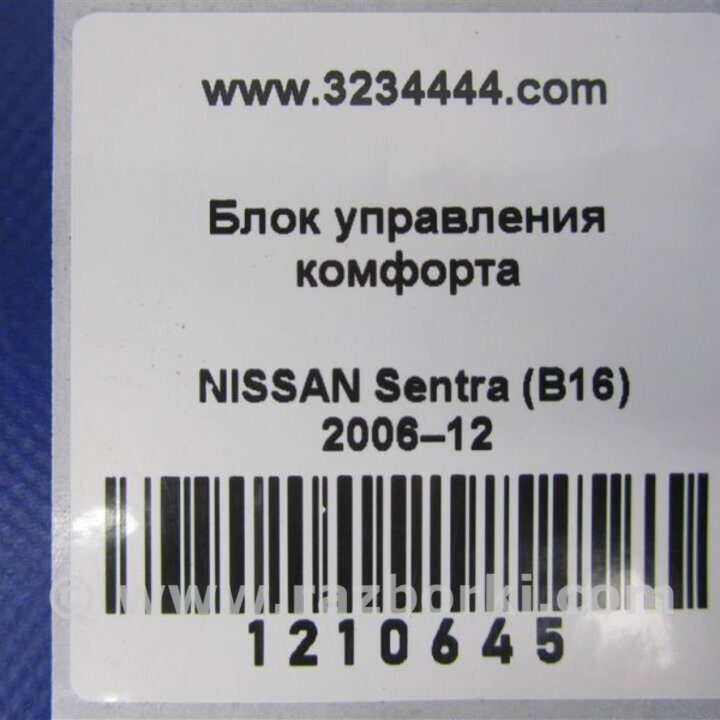 www.3234444.com
Блок управления
комфорта
NISSAN Sentra (B16)
2006–12
© www.razborki.com
1210645